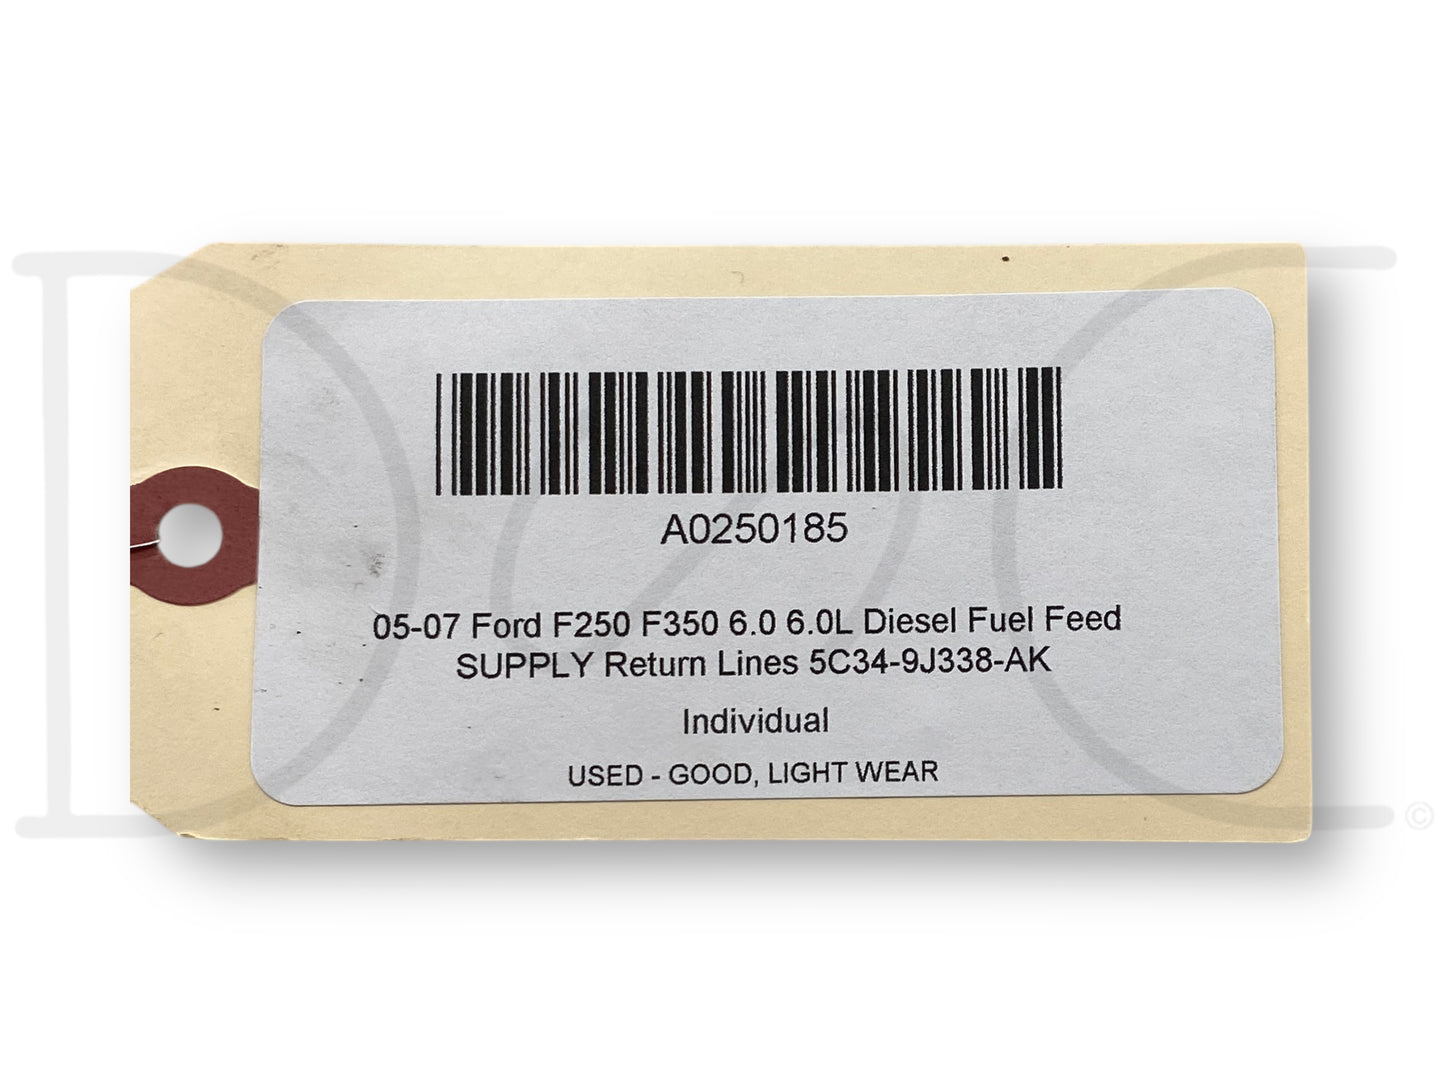 A0250185
05-07 Ford F250 F350 6.0 6.0L Diesel Fuel Feed
SUPPLY Return Lines 5C34-9J338-AK
Individual
USED - GOOD, LIGHT WEAR
D2C ©